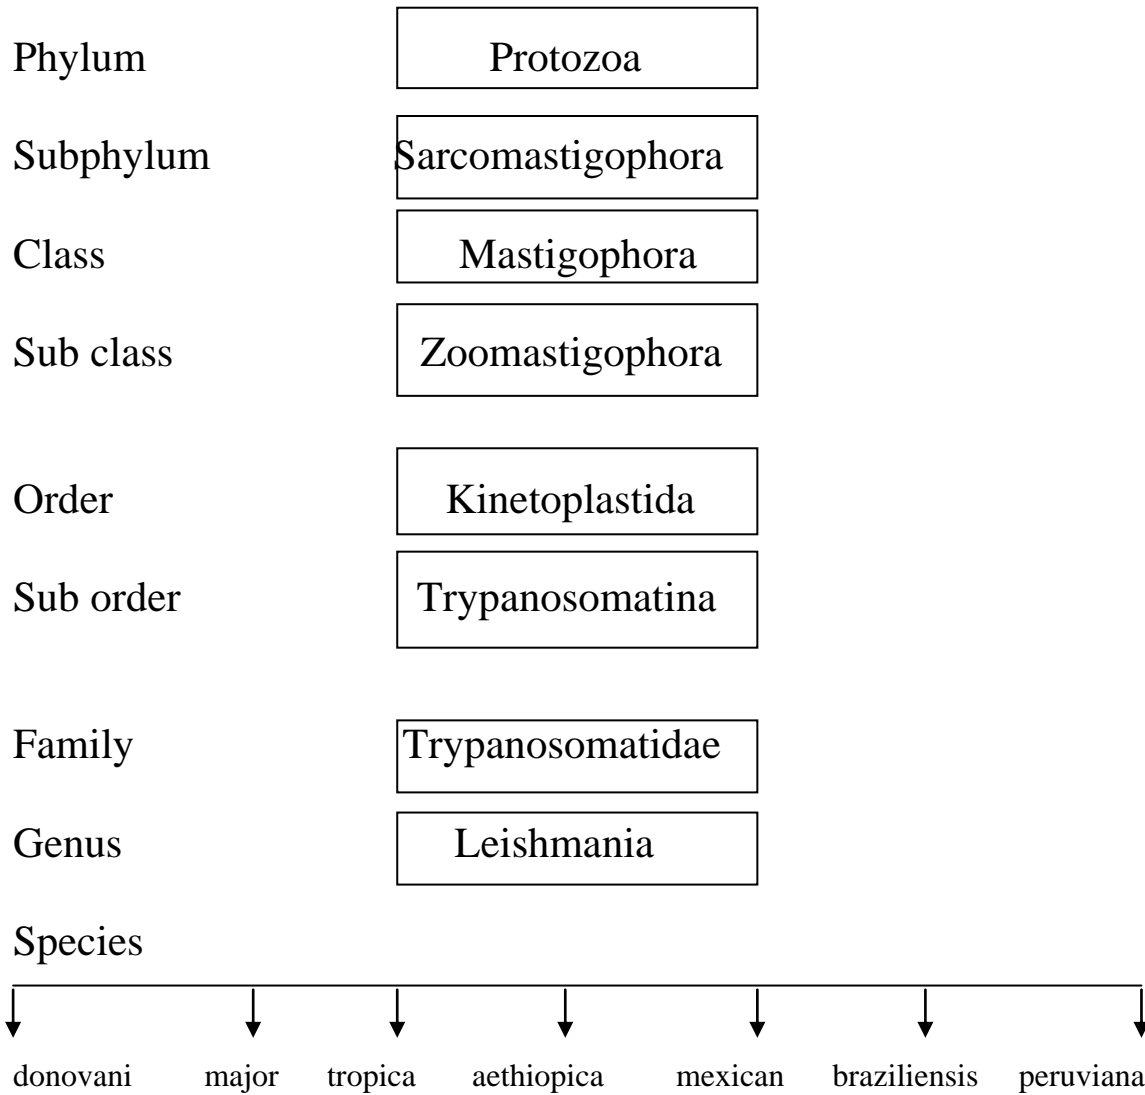 Phylum Protozoa
Subphylum Sarcomastigophora
Class Mastigophora
Sub class Zoomastigophora
Order Kinetoplastida
Sub order Trypanosomatina
Family Trypanosomatidae
Genus Leishmania
Species
donovani major tropica aethiopica mexican braziliensis peruviana